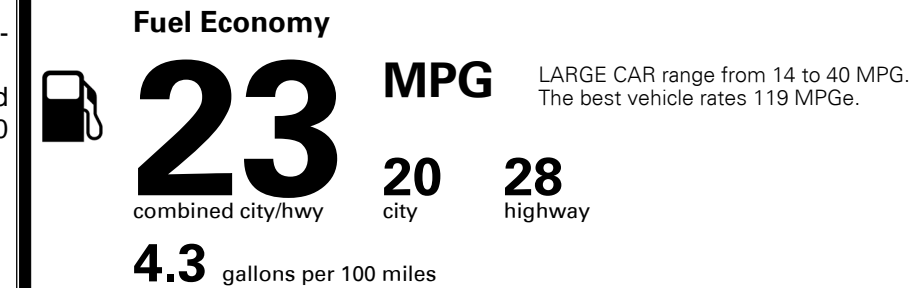 -
d
0
Fuel Economy
23
MPG
LARGE CAR range from 14 to 40 MPG.
The best vehicle rates 119 MPGe.
20
28
combined city/hwy
city
highway
4.3 gallons per 100 miles